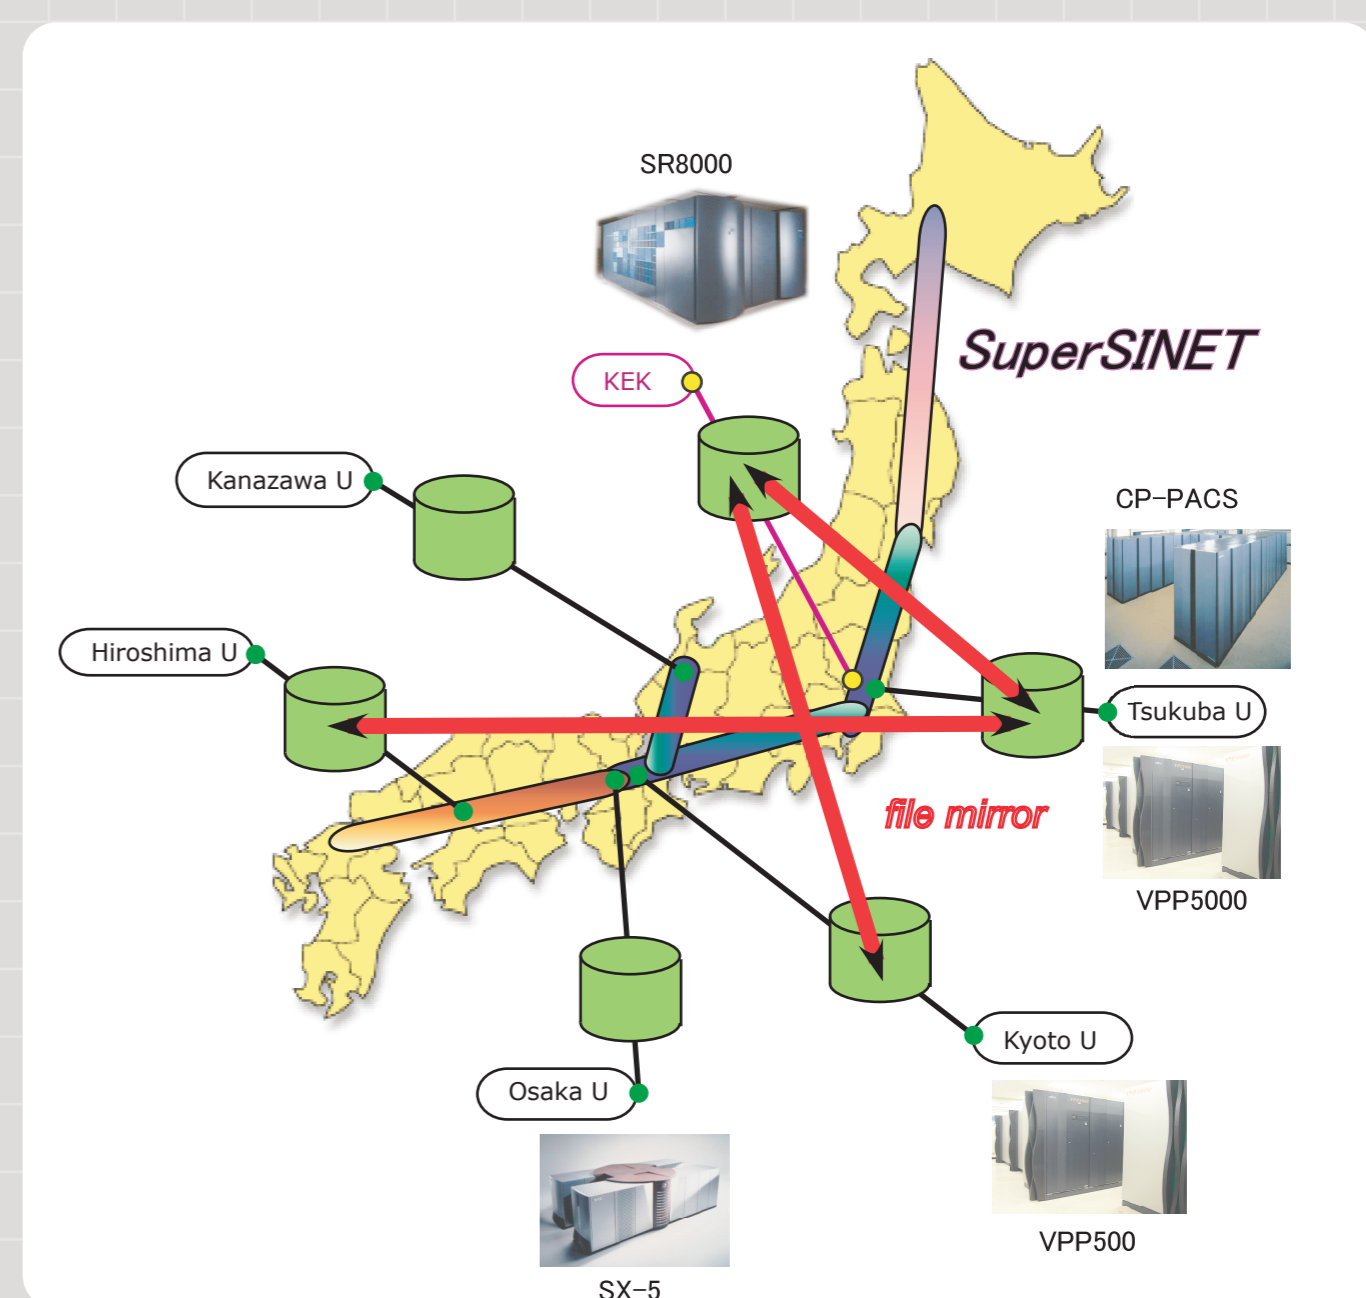 SR8000
SuperSINET
KEK
Kanazawa U
CP-PACS
Hiroshima U
Tsukuba U
file mirror
VPP5000
Kyoto U
Osaka U
VPP500
SX-5